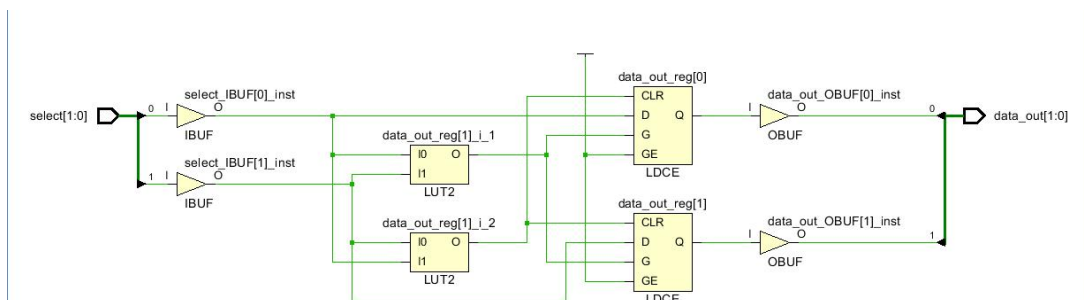 select[1:0]
0
I
select_IBUF[0]_inst
O
IBUF
1
I
select_IBUF[1]_inst
O
IBUF
data_out_reg[1]_i_1
I0
O
I1
LUT2
data_out_reg[1]_i_2
I0
O
I1
LUT2
data_out_reg[0]
CLR
D
Q
G
GE
LDCE
data_out_reg[1]
CLR
D
Q
G
GE
LDCE
data_out_OBUF[0]_inst
I
O
OBUF
0
data_out_OBUF[1]_inst
I
O
OBUF
1
data_out[1:0]